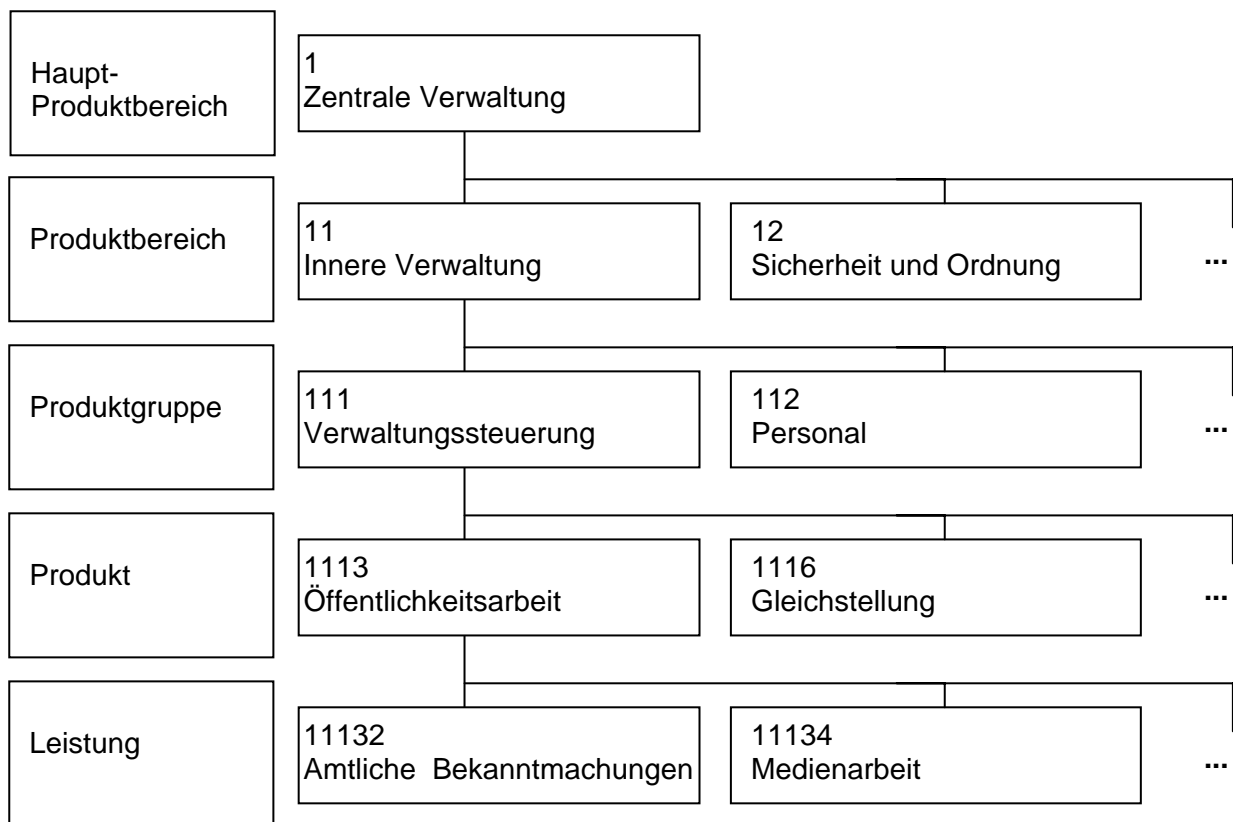 Haupt-
Produktbereich
1
Zentrale Verwaltung
Produktbereich
11
Innere Verwaltung
12
Sicherheit und Ordnung
...
Produktgruppe
111
Verwaltungssteuerung
112
Personal
...
Produkt
1113
Öffentlichkeitsarbeit
1116
Gleichstellung
...
Leistung
11132
Amtliche Bekanntmachungen
11134
Medienarbeit
...